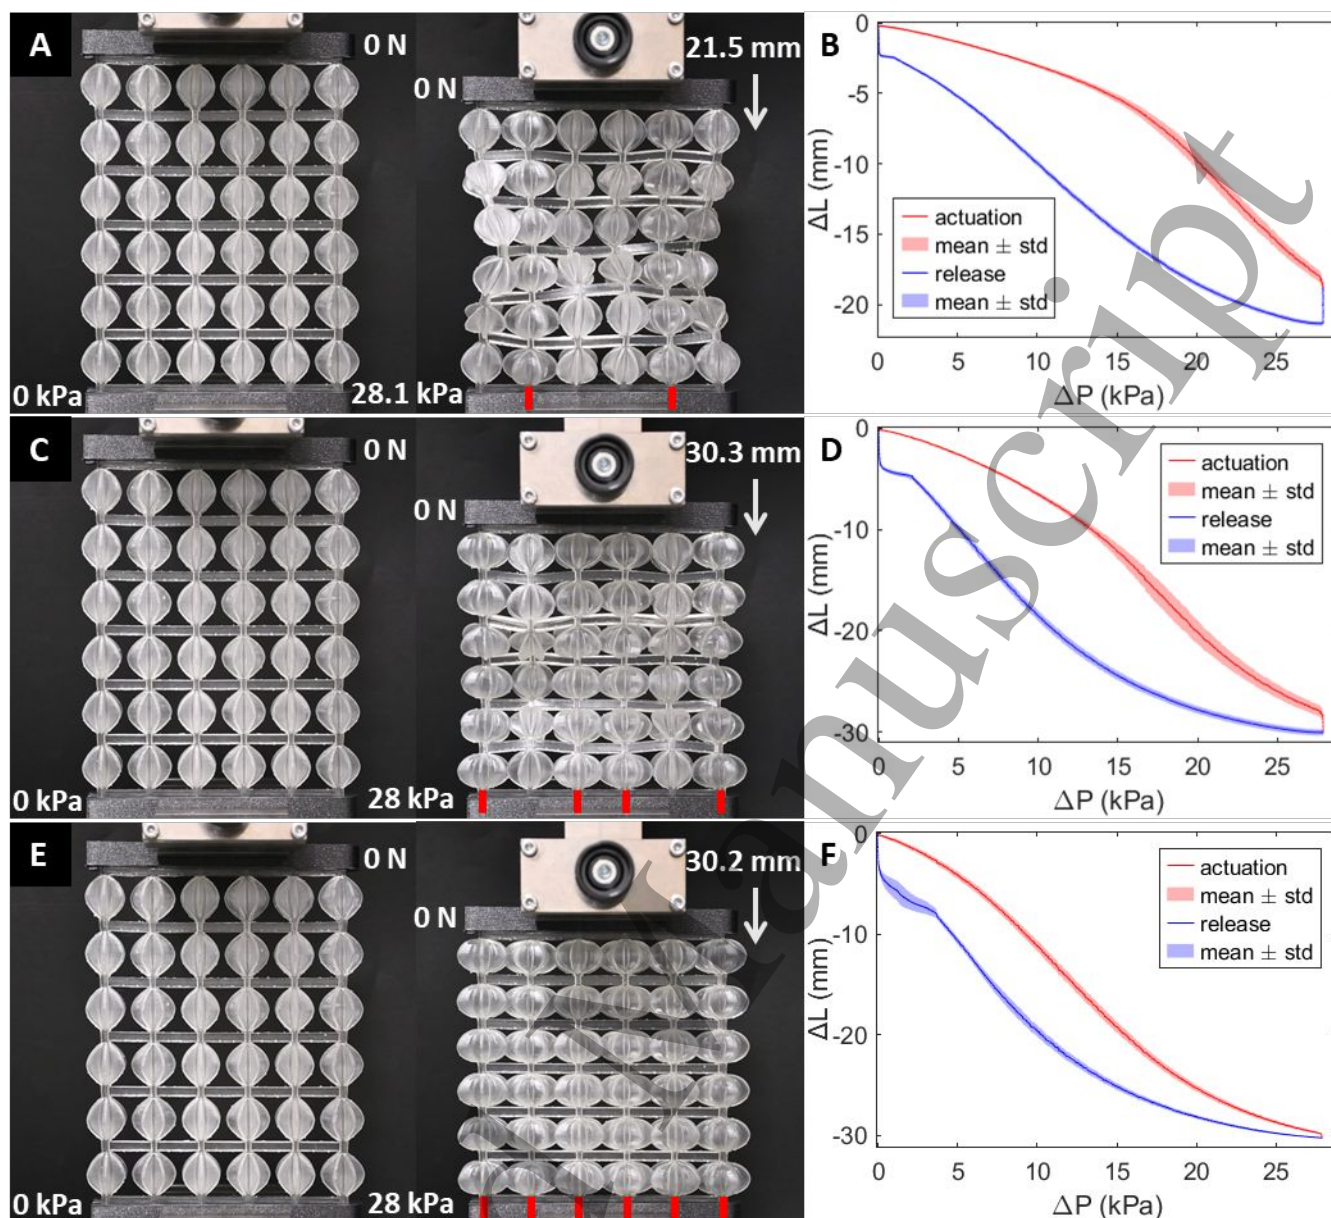 A
0 N
0 kPa
0 N
21.5 mm
28.1 kPa
B
0
-5
-10
-15
-20
ΔL (mm)
actuation
mean ± std
release
mean ± std
0
5
10
15
20
25
ΔP (kPa)
C
0 N
0 kPa
0 N
30.3 mm
28 kPa
D
0
-10
-20
-30
ΔL (mm)
actuation
mean ± std
release
mean ± std
0
5
10
15
20
25
ΔP (kPa)
E
0 N
0 kPa
0 N
30.2 mm
28 kPa
F
0
-10
-20
-30
ΔL (mm)
actuation
mean ± std
release
mean ± std
0
5
10
15
20
25
ΔP (kPa)
Manuscript